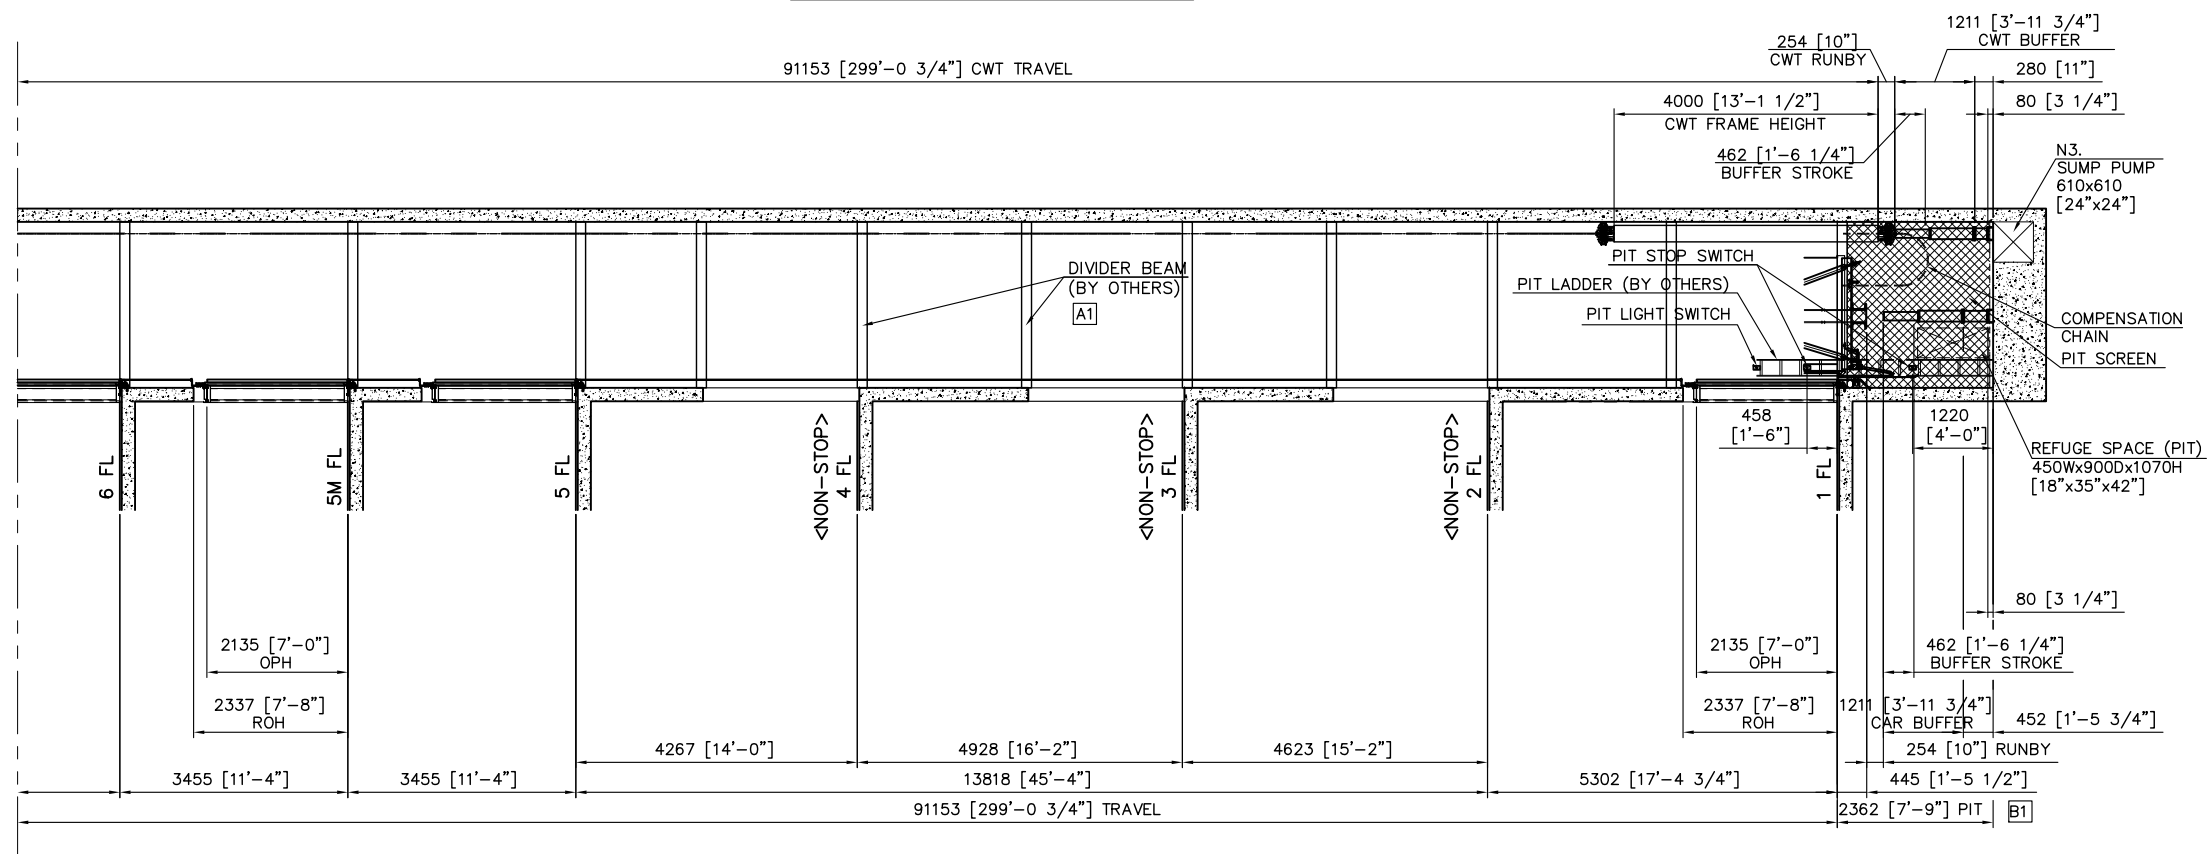 1211 [3'-11 3/4"]
CWT BUFFER
254 [10"]
CWT RUNBY
91153 [299'-0 3/4"] CWT TRAVEL
280 [11"]
4000 [13'-1 1/2"]
CWT FRAME HEIGHT
80 [3 1/4"]
462 [1'-6 1/4"]
BUFFER STROKE
N3.
SUMP PUMP
610x610
[24"x24"]
DIVIDER BEAM
(BY OTHERS)
A1
PIT STOP SWITCH
PIT LADDER (BY OTHERS)
PIT LIGHT SWITCH
COMPENSATION
CHAIN
PIT SCREEN
458
[1'-6"]
1220
[4'-0"]
REFUGE SPACE (PIT)
450Wx900Dx1070H
[18"x35"x42"]
6 FL
5M FL
5 FL
<NON-STOP>
4 FL
<NON-STOP>
3 FL
<NON-STOP>
2 FL
1 FL
80 [3 1/4"]
2135 [7'-0"]
OPH
2135 [7'-0"]
OPH
462 [1'-6 1/4"]
BUFFER STROKE
2337 [7'-8"]
ROH
2337 [7'-8"]
ROH
1211 [3'-11 3/4"]
CAR BUFFER
452 [1'-5 3/4"]
4267 [14'-0"]
4928 [16'-2"]
4623 [15'-2"]
254 [10"] RUNBY
3455 [11'-4"]
3455 [11'-4"]
13818 [45'-4"]
5302 [17'-4 3/4"]
445 [1'-5 1/2"]
91153 [299'-0 3/4"] TRAVEL
2362 [7'-9"] PIT
B1